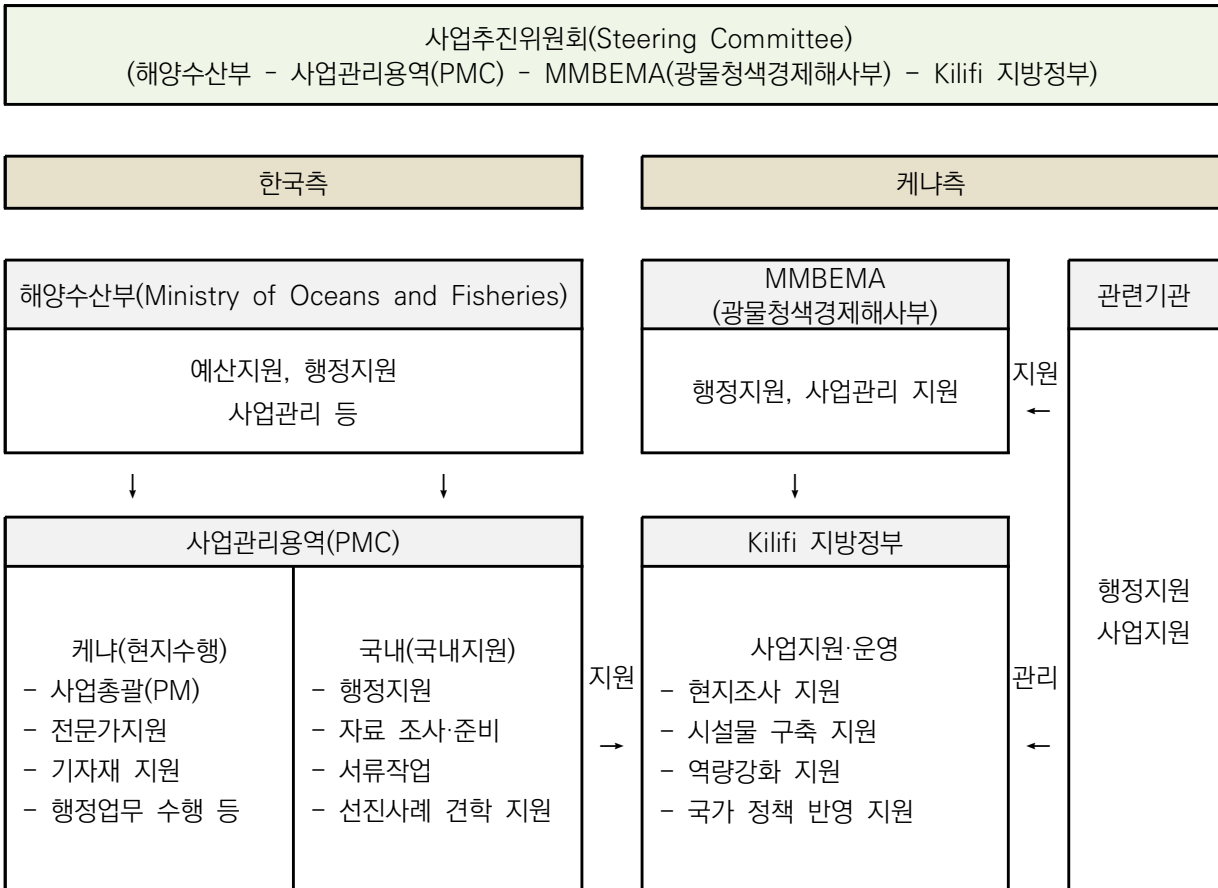 사업추진위원회(Steering Committee)
(해양수산부 - 사업관리용역(PMC) - MMBEMA(광물청색경제해사부) - Kilifi 지방정부)
한국측
케냐측
해양수산부(Ministry of Oceans and Fisheries)
예산지원, 행정지원
사업관리 등
MMBEMA
(광물청색경제해사부)
행정지원, 사업관리 지원
지원
←
관련기관
행정지원
사업지원
↓ ↓ ↓
사업관리용역(PMC)
케냐(현지수행)
- 사업총괄(PM)
- 전문가지원
- 기자재 지원
- 행정업무 수행 등
국내(국내지원)
- 행정지원
- 자료 조사·준비
- 서류작업
- 선진사례 견학 지원
지원
→
Kilifi 지방정부
사업지원·운영
- 현지조사 지원
- 시설물 구축 지원
- 역량강화 지원
- 국가 정책 반영 지원
관리
←